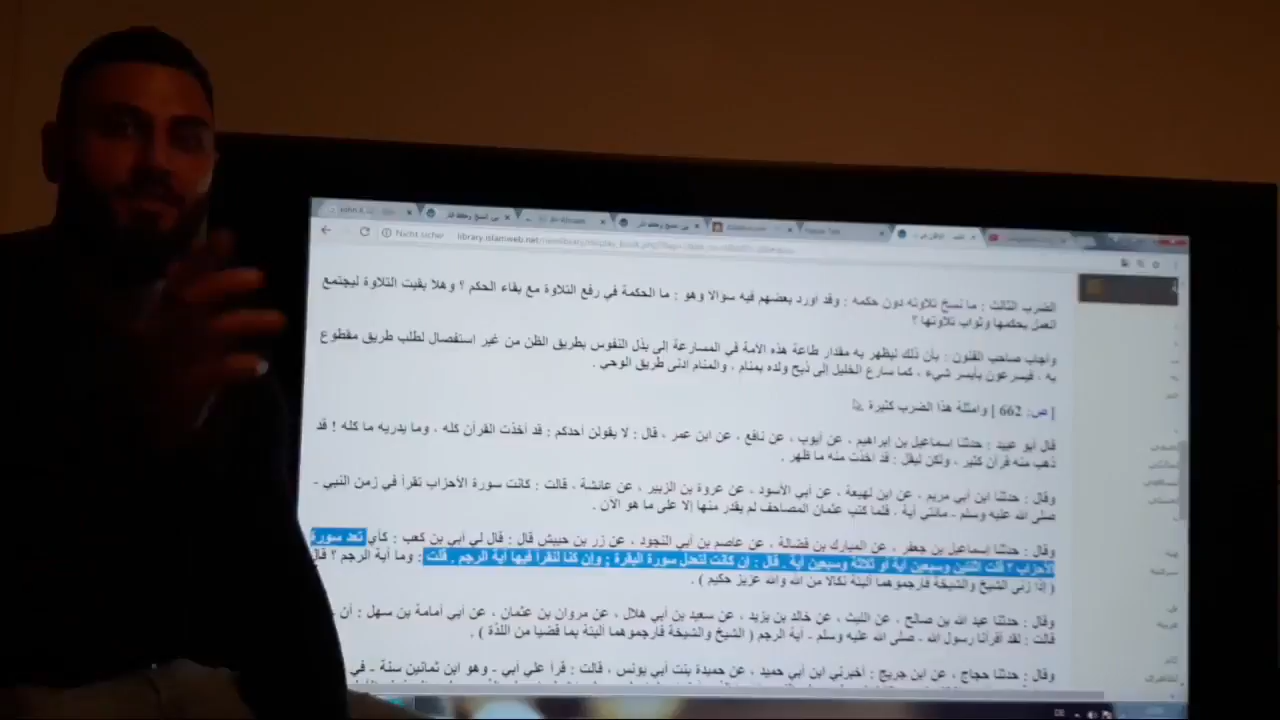 Nicht sicher
library.islamweb.net
الضرب الثالث : ما نسخ تلاوته دون حكمه : وقد أورد بعضهم فيه سؤالا وهو : ما الحكمة في رفع التلاوة مع بقاء الحكم ؟ وهلا بقيت التلاوة ليجتمع
العمل بحكمها وثواب تلاوتها ؟
وأجاب صاحب الفنون : بأن ذلك ليظهر به مقدار طاعة هذه الأمة في المسارعة إلى بذل النفوس بطريق الظن من غير استفصال لطلب طريق مقطوع
به ، فيسرعون بأيسر شيء ، كما سارع الخليل إلى ذبح ولده بمنام ، والمنام أدنى طريق الوحي .
[ ص: 662 ] وأمثلة هذا الضرب كثيرة
قال أبو عبيد : حدثنا إسماعيل بن إبراهيم ، عن أيوب ، عن نافع ، عن ابن عمر ، قال : لا يقولن أحدكم : قد أخذت القرآن كله ، وما يدريه ما كله ! قد
ذهب منه قرآن كثير ، ولكن ليقل : قد أخذت منه ما ظهر .
وقال : حدثنا ابن أبي مريم ، عن ابن لهيعة ، عن أبي الأسود ، عن عروة بن الزبير ، عن عائشة ، قالت : كانت سورة الأحزاب تقرأ في زمن النبي -
صلى الله عليه وسلم - مائتي آية ، فلما كتب عثمان المصاحف لم يقدر منها إلا على ما هو الآن .
وقال : حدثنا إسماعيل بن جعفر ، عن المبارك بن فضالة ، عن عاصم بن أبي النجود ، عن زر بن حبيش قال : قال لي أبي بن كعب : كأي تعد سورة
الأحزاب ؟ قلت اثنتين وسبعين آية أو ثلاثة وسبعين آية . قال : إن كانت لتعدل سورة البقرة ; وإن كنا لنقرأ فيها آية الرجم . قلت : وما آية الرجم ؟ قال
( إذا زنى الشيخ والشيخة فارجموهما ألبتة نكالا من الله والله عزيز حكيم ) .
وقال : حدثنا عبد الله بن صالح ، عن الليث ، عن خالد بن يزيد ، عن سعيد بن أبي هلال ، عن مروان بن عثمان ، عن أبي أمامة بن سهل : أن
قالت : لقد أقرأنا رسول الله - صلى الله عليه وسلم - آية الرجم ( الشيخ والشيخة فارجموهما ألبتة بما قضيا من اللذة ) .
وقال : حدثنا حجاج ، عن ابن جريج : أخبرني ابن أبي حميد ، عن حميدة بنت أبي يونس ، قالت : قرأ علي أبي - وهو ابن ثمانين سنة - في
DE